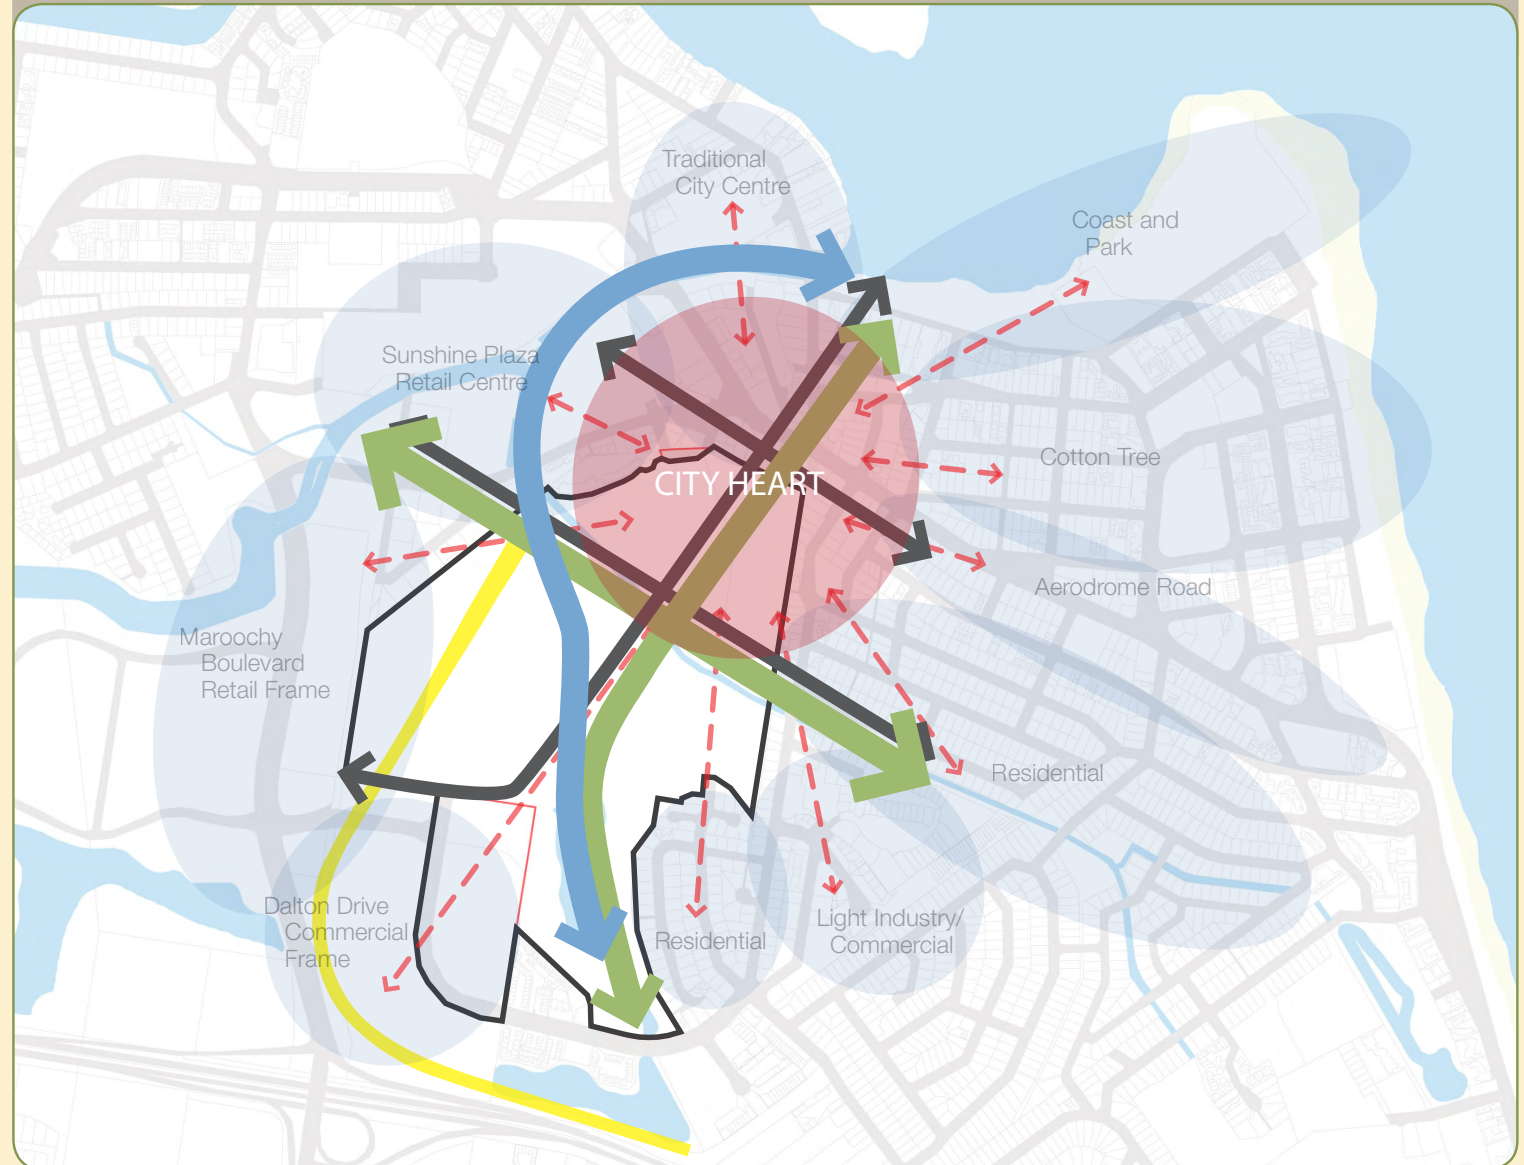 Traditional
City Centre
Coast and
Park
Sunshine Plaza
Retail Centre
Cotton Tree
CITY HEART
Aerodrome Road
Maroochy
Boulevard
Retail Frame
Residential
Dalton Drive
Commercial
Frame
Residential
Light Industry/
Commercial